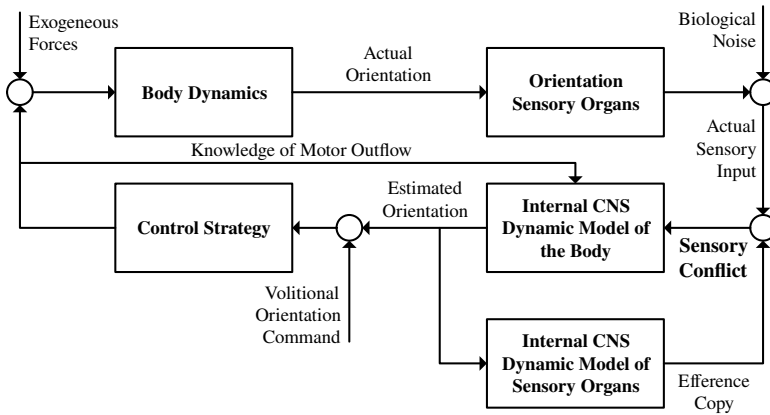 Exogeneous
Forces
Biological
Noise
Body Dynamics
Actual
Orientation
Orientation
Sensory Organs
Actual
Sensory
Input
Knowledge of Motor Outflow
Control Strategy
Estimated
Orientation
Internal CNS
Dynamic Model of
the Body
Sensory
Conflict
Volitional
Orientation
Command
Internal CNS
Dynamic Model of
Sensory Organs
Efference
Copy